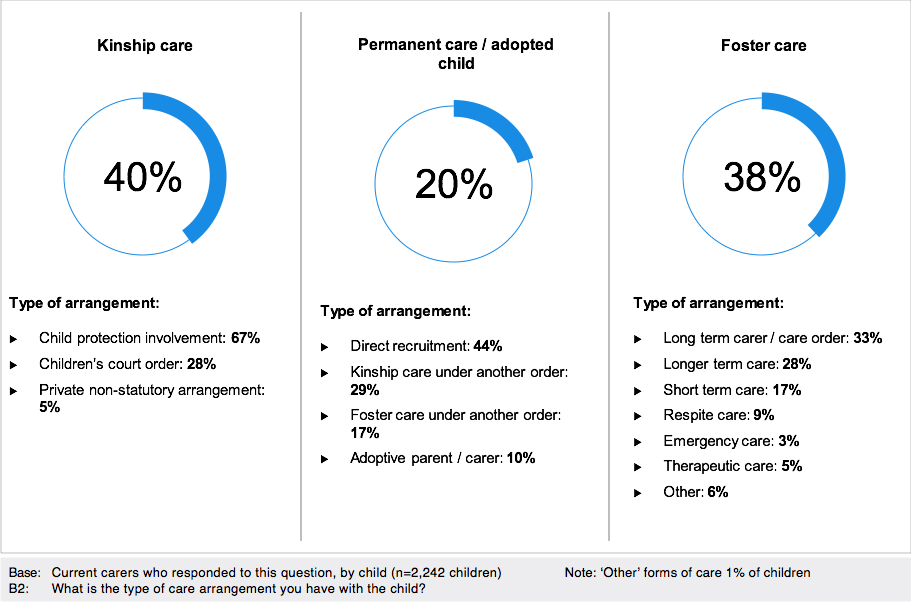 Kinship care
40%
Type of arrangement:
► Child protection involvement: 67%
► Children's court order: 28%
► Private non-statutory arrangement:
5%
Permanent care / adopted
child
20%
Type of arrangement:
► Direct recruitment: 44%
► Kinship care under another order:
29%
► Foster care under another order:
17%
► Adoptive parent / carer: 10%
Foster care
38%
Type of arrangement:
► Long term carer / care order: 33%
► Longer term care: 28%
► Short term care: 17%
► Respite care: 9%
► Emergency care: 3%
► Therapeutic care: 5%
► Other: 6%
Base: Current carers who responded to this question, by child (n=2,242 children)
B2: What is the type of care arrangement you have with the child?
Note: ‘Other’ forms of care 1% of children